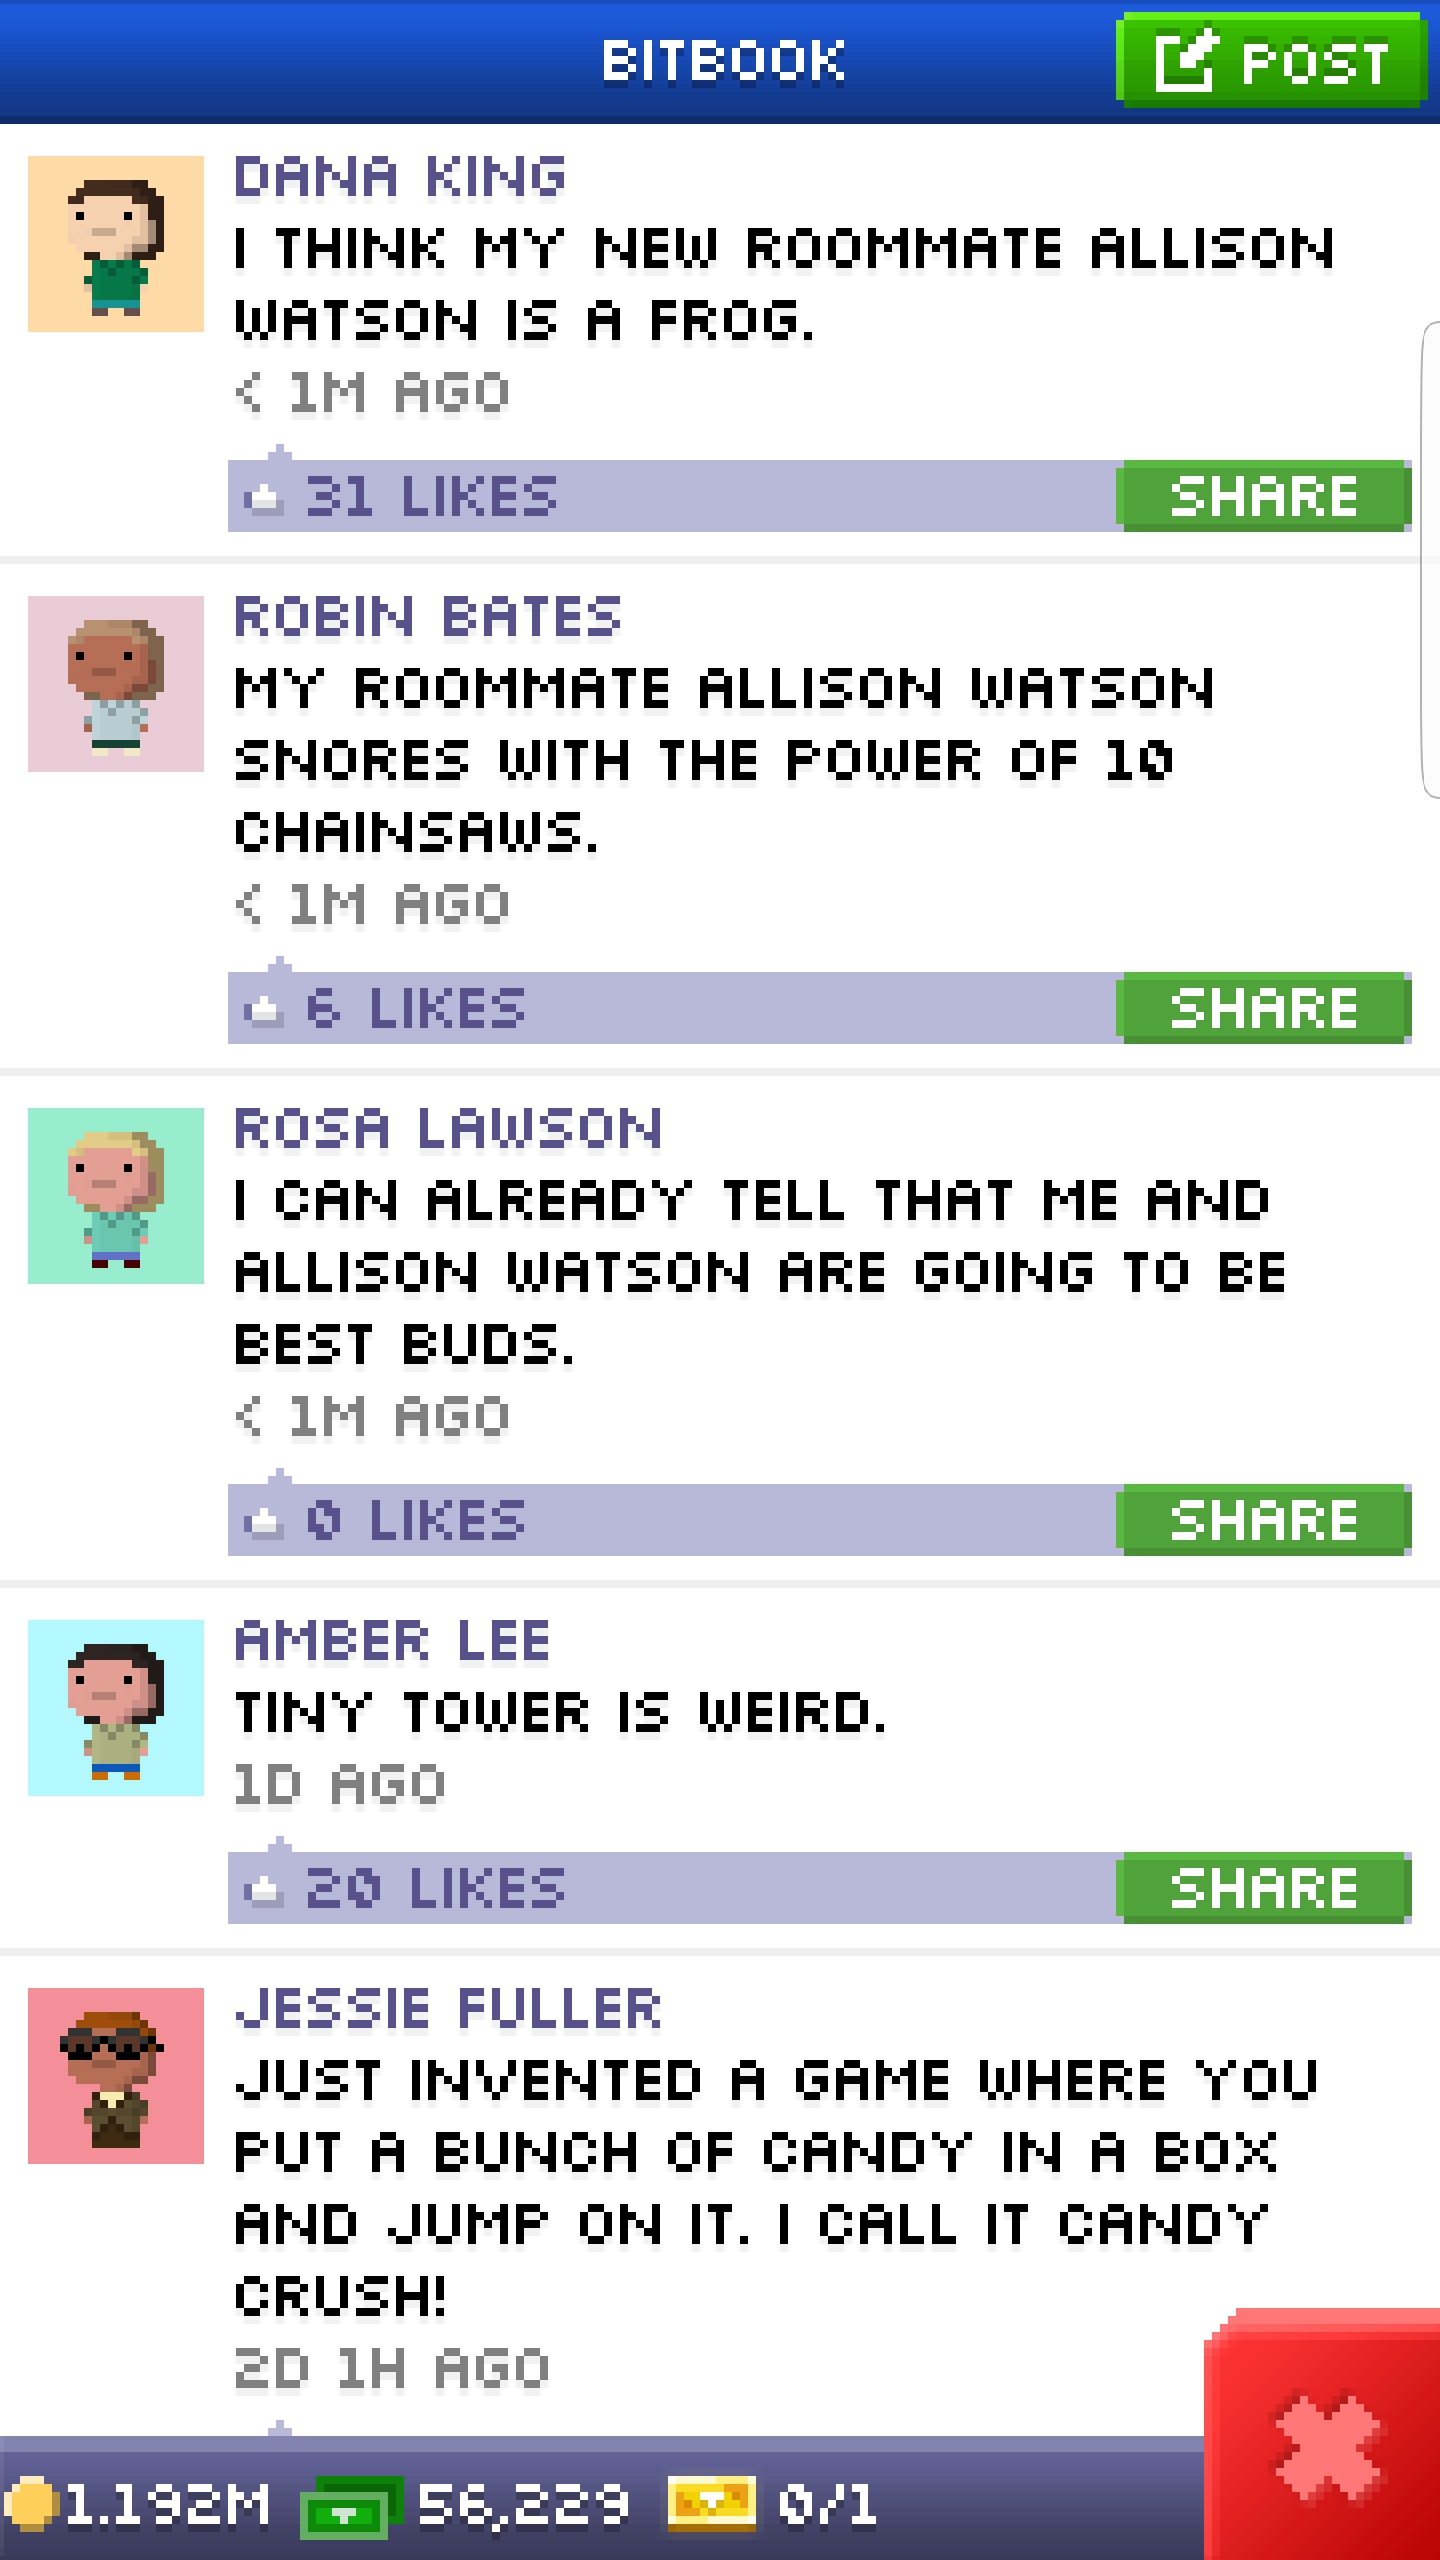 BITBOOK
POST
DANA KING
I THINK MY NEW ROOMMATE ALLISON
WATSON IS A FROG.
< 1M AGO
31 LIKES
SHARE
ROBIN BATES
MY ROOMMATE ALLISON WATSON
SNORES WITH THE POWER OF 10
CHAINSAWS.
< 1M AGO
6 LIKES
SHARE
ROSA LAWSON
I CAN ALREADY TELL THAT ME AND
ALLISON WATSON ARE GOING TO BE
BEST BUDS.
< 1M AGO
0 LIKES
SHARE
AMBER LEE
TINY TOWER IS WEIRD.
1D AGO
20 LIKES
SHARE
JESSIE FULLER
JUST INVENTED A GAME WHERE YOU
PUT A BUNCH OF CANDY IN A BOX
AND JUMP ON IT. I CALL IT CANDY
CRUSH!
2D 1H AGO
1.192M 56,229 0/1